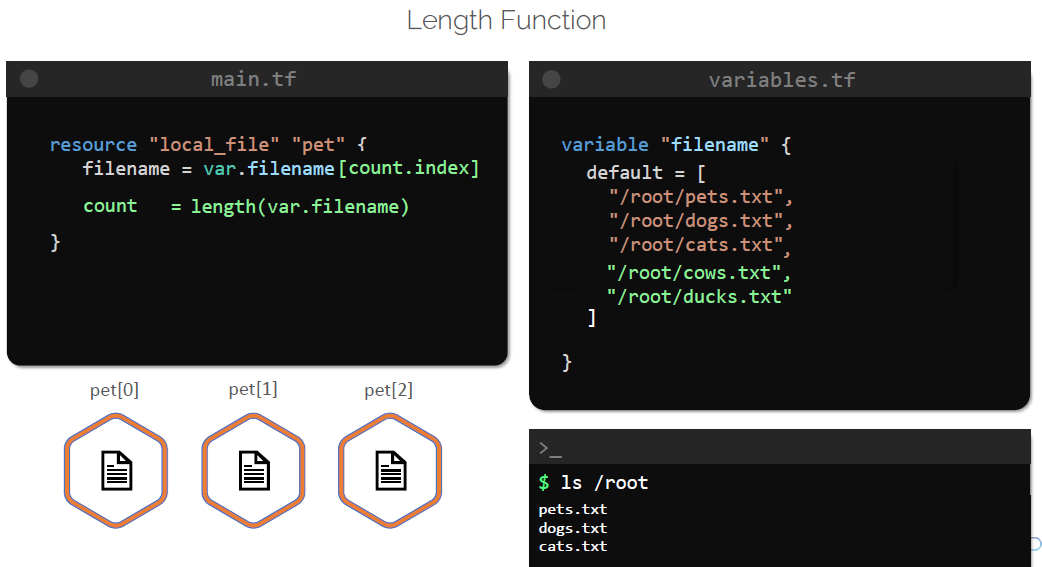 Length Function
main.tf
resource "local_file" "pet" {
filename = var.filename[count.index]
count = length(var.filename)
}
variables.tf
variable "filename" {
default = [
"/root/pets.txt",
"/root/dogs.txt",
"/root/cats.txt",
"/root/cows.txt",
"/root/ducks.txt"
]
}
pet[0]
pet[1]
pet[2]
>_
$ ls /root
pets.txt
dogs.txt
cats.txt